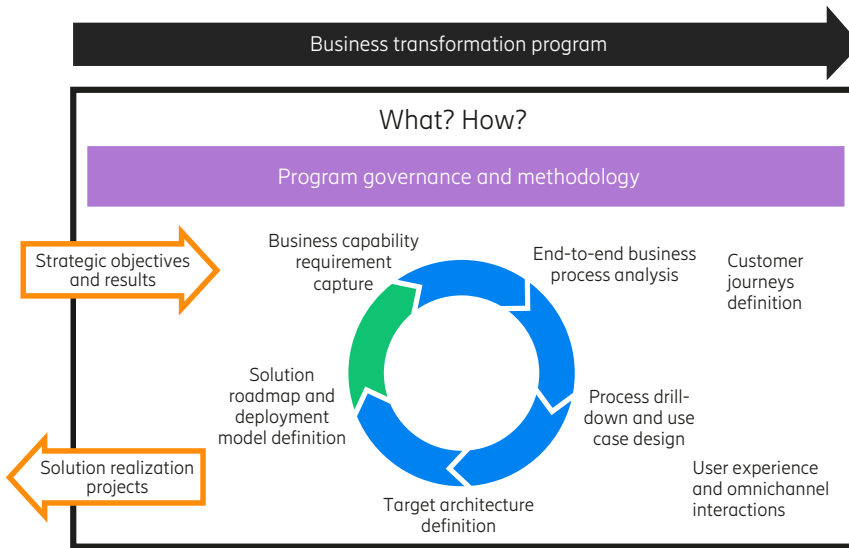 Business transformation program
What? How?
Program governance and methodology
Strategic objectives
and results
Business capability
requirement
capture
End-to-end business
process analysis
Customer
journeys
definition
Solution
roadmap and
deployment
model definition
Process drill-
down and use
case design
Solution realization
projects
Target architecture
definition
User experience
and omnichannel
interactions